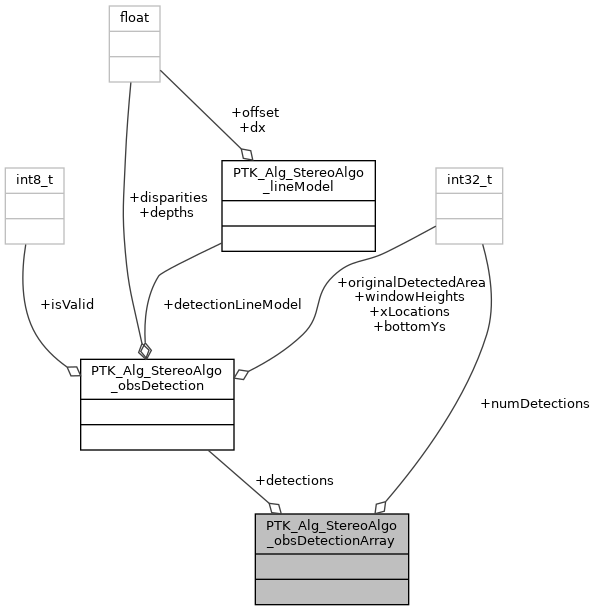 float
+offset
+dx
int8_t
PTK_Alg_StereoAlgo
_lineModel
int32_t
+disparities
+depths
+isValid
+detectionLineModel
+originalDetectedArea
+windowHeights
+xLocations
+bottomYs
PTK_Alg_StereoAlgo
_obsDetection
+numDetections
+detections
PTK_Alg_StereoAlgo
_obsDetectionArray